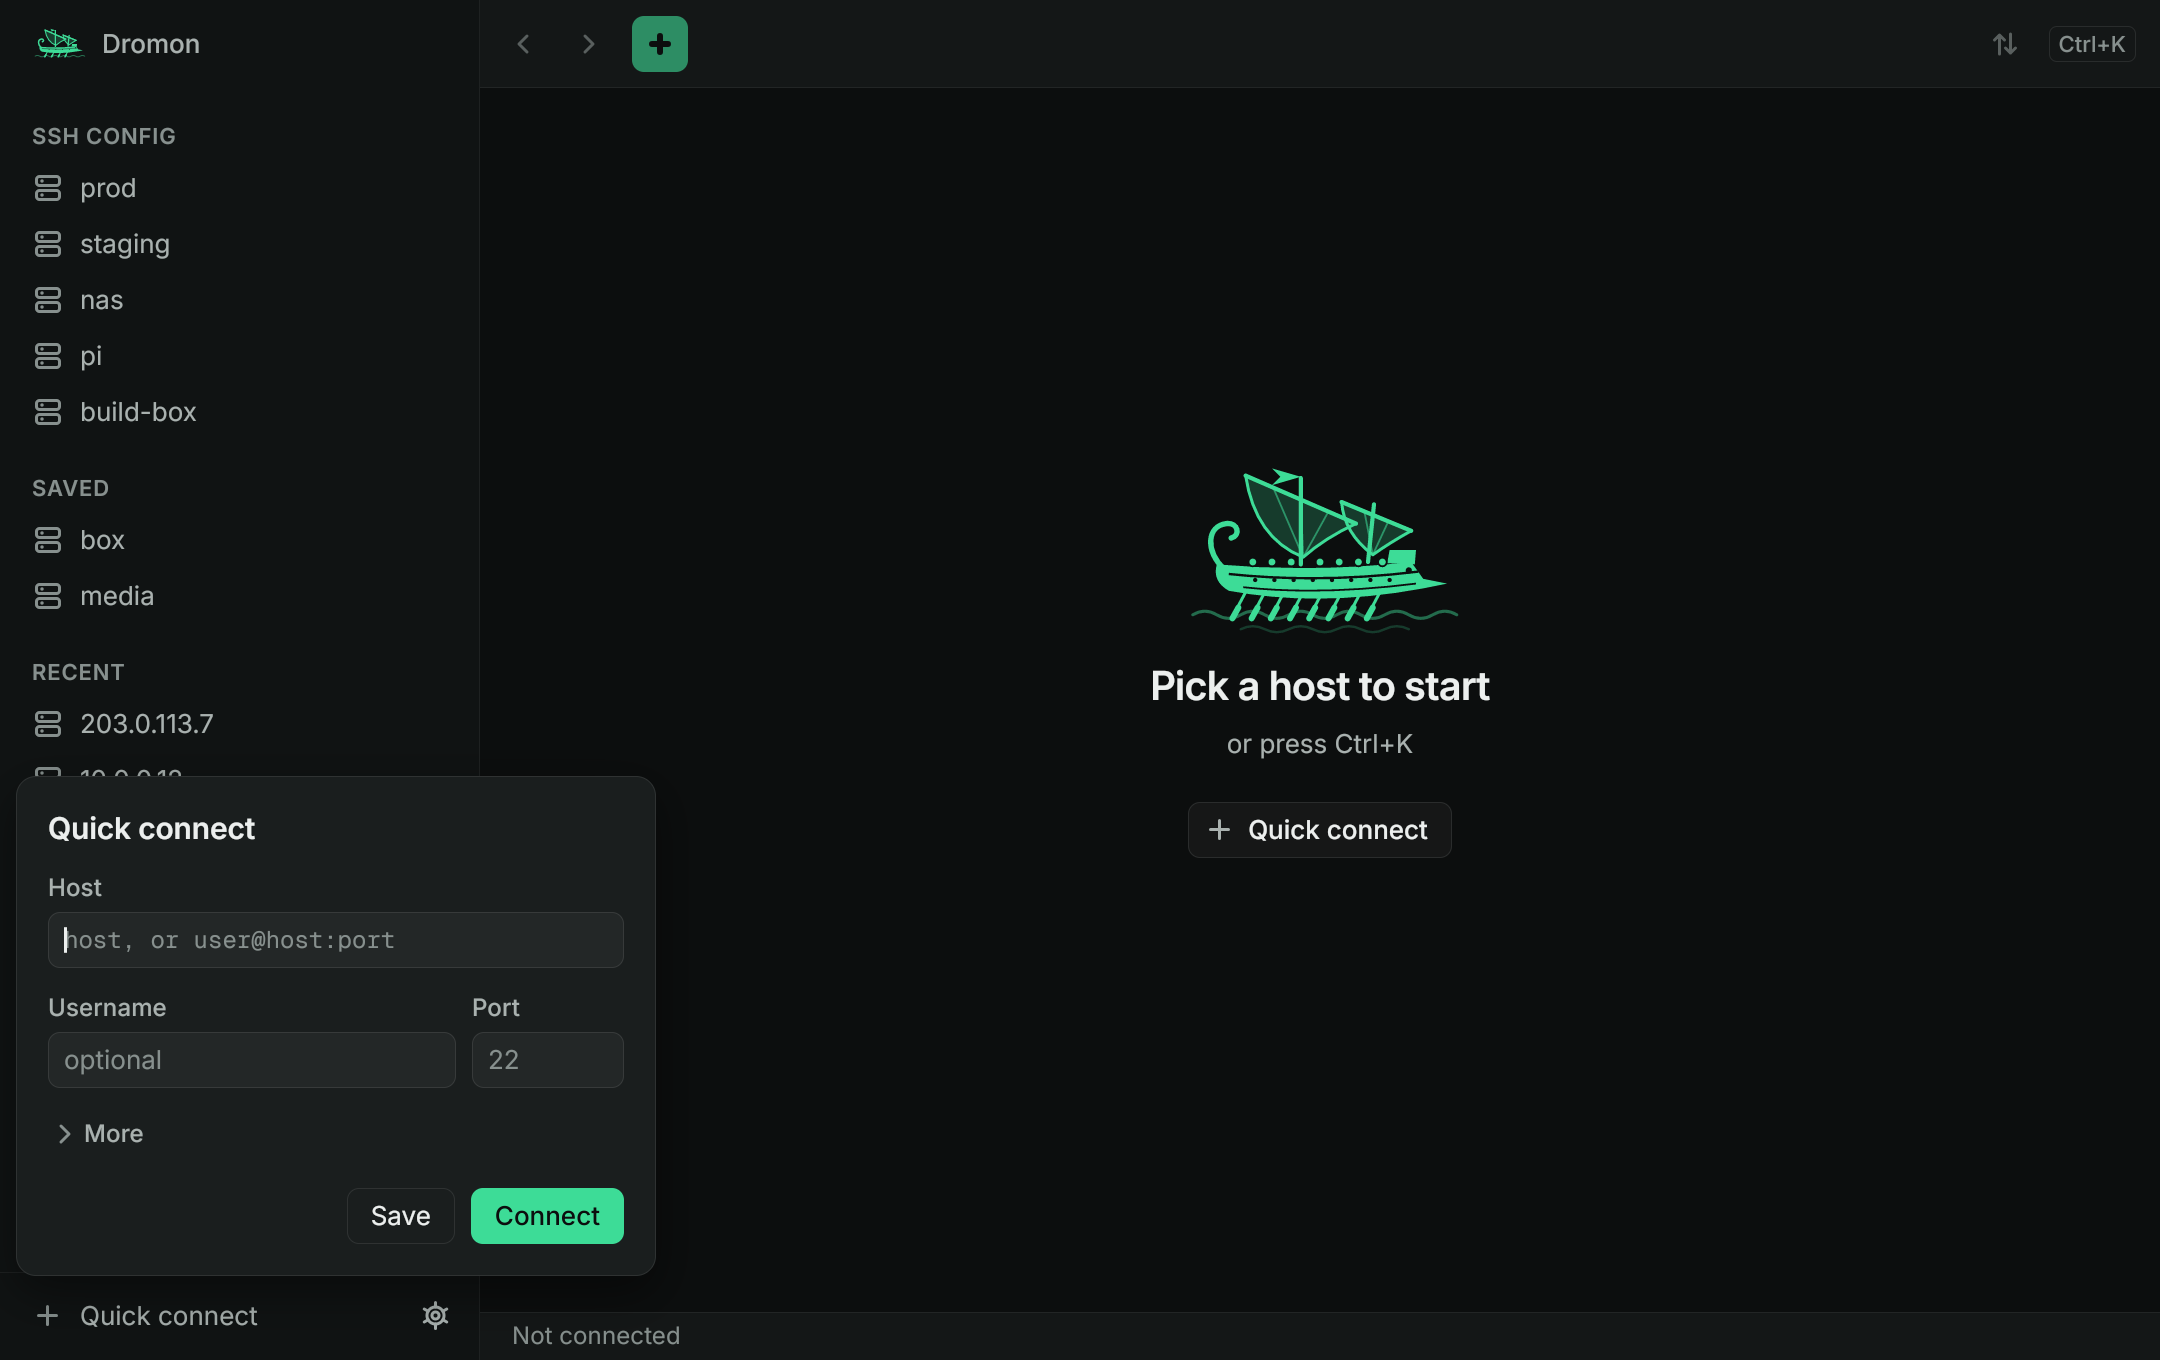 Dromon
Ctrl+K
SSH CONFIG
prod
staging
nas
pi
build-box
SAVED
box
media
RECENT
203.0.113.7
Pick a host to start
or press Ctrl+K
Quick connect
Quick connect
Host
host, or user@host:port
Username Port
optional 22
More
Save Connect
Quick connect
Not connected